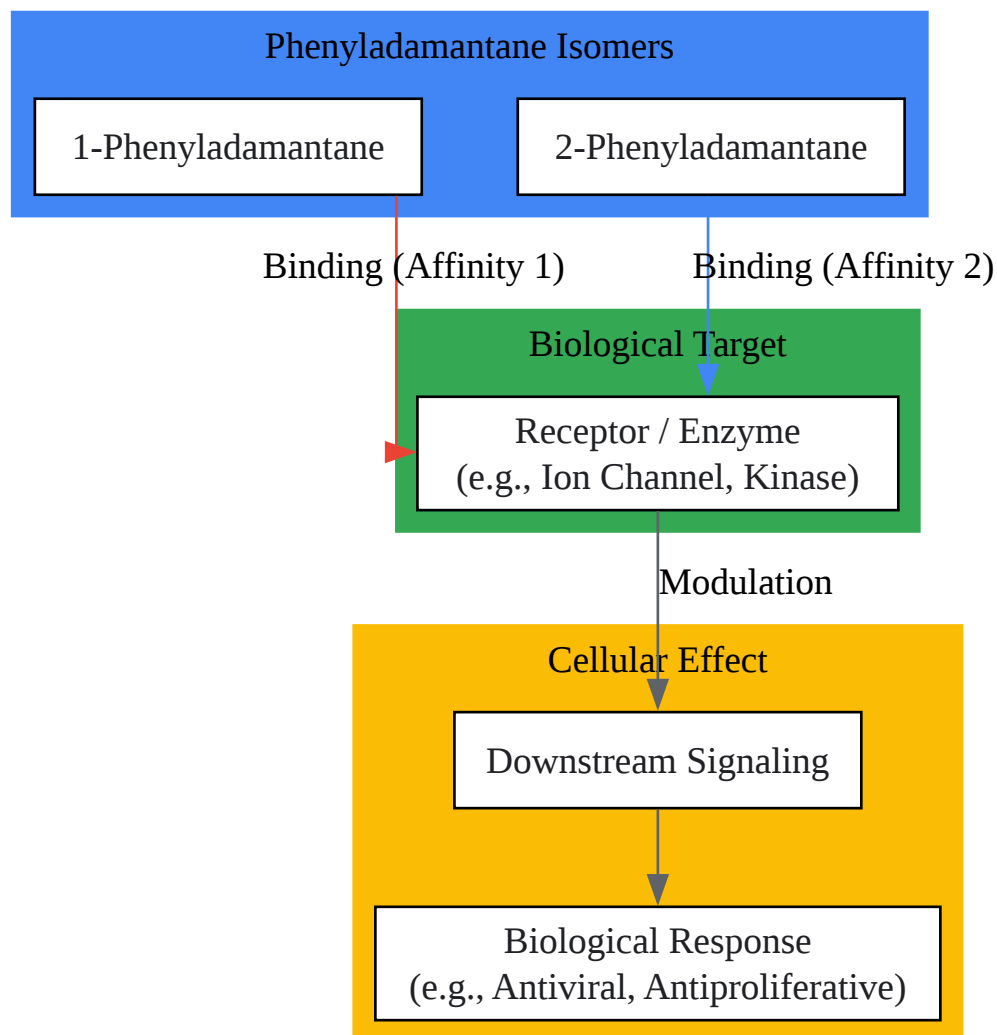 Phenyladamantane Isomers
1-Phenyladamantane
2-Phenyladamantane
Binding (Affinity 1)
Binding (Affinity 2)
Biological Target
Receptor / Enzyme
(e.g., Ion Channel, Kinase)
Modulation
Cellular Effect
Downstream Signaling
Biological Response
(e.g., Antiviral, Antiproliferative)